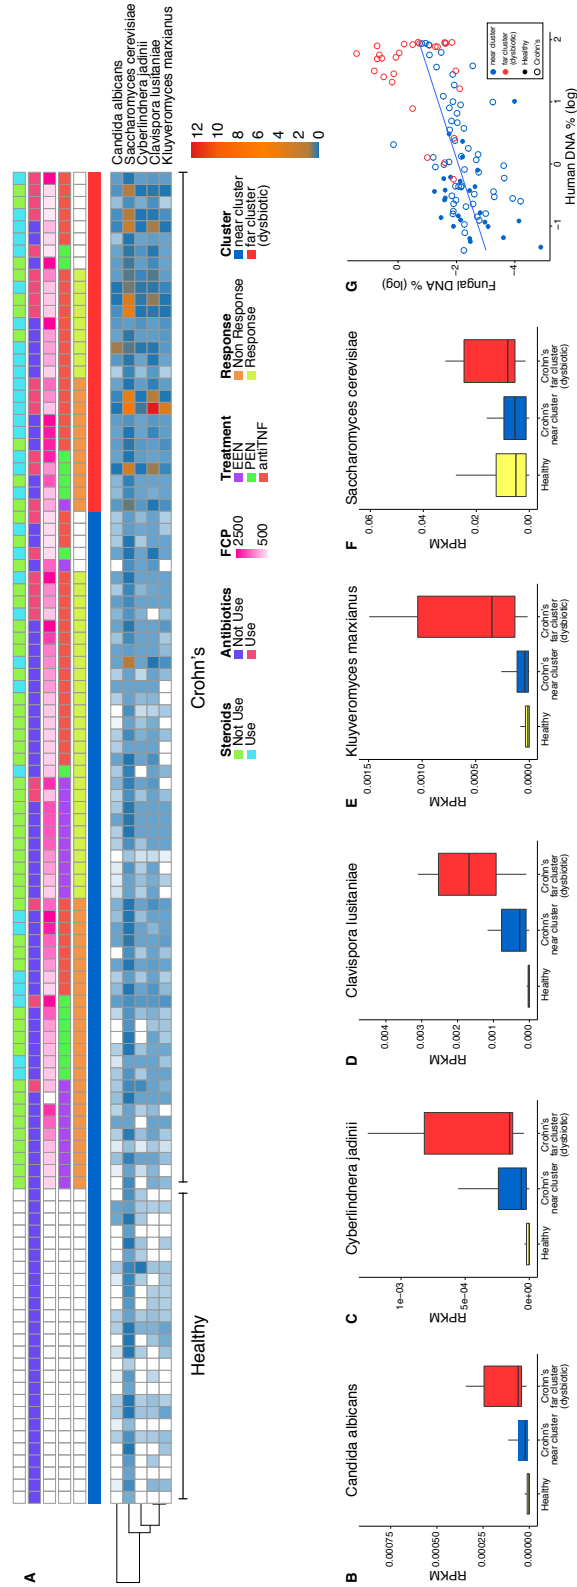 A
Candida albicans
Saccharomyces cerevisiae
Cyberlindnera jadinii
Clavispora lusitaniae
Kluyveromyces marxianus
Healthy
Crohn's
12
10
8
6
4
2
0
Steroids
Not Use
Use
Antibiotics
Not Use
Use
FCP
2500
500
Treatment
EEN
PEN
antiTNF
Response
Non Response
Response
Cluster
near cluster
far cluster
(dysbiotic)
B
Candida albicans
RPKM
0.00075
0.00050
0.00025
0.00000
Healthy
Crohn's
near cluster
Crohn's
far cluster
(dysbiotic)
C
Cyberlindnera jadinii
RPKM
1e-03
5e-04
0e+00
Healthy
Crohn's
near cluster
Crohn's
far cluster
(dysbiotic)
D
Clavispora lusitaniae
RPKM
0.004
0.003
0.002
0.001
0.000
Healthy
Crohn's
near cluster
Crohn's
far cluster
(dysbiotic)
E
Kluyveromyces marxianus
RPKM
0.0015
0.0010
0.0005
0.0000
Healthy
Crohn's
near cluster
Crohn's
far cluster
(dysbiotic)
F
Saccharomyces cerevisiae
RPKM
0.06
0.04
0.02
0.00
Healthy
Crohn's
near cluster
Crohn's
far cluster
(dysbiotic)
G
Fungal DNA % (log)
0
−2
−4
−1
0
1
2
Human DNA % (log)
near cluster
far cluster
(dysbiotic)
Healthy
Crohn's